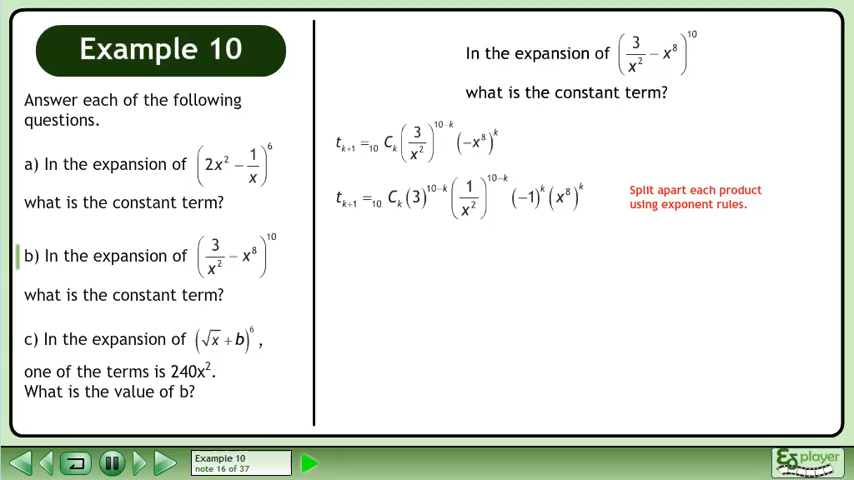 Example 10
Answer each of the following
questions.
a) In the expansion of (2x² − 1/x)⁶
what is the constant term?
b) In the expansion of (3/x² − x⁸)¹⁰
what is the constant term?
c) In the expansion of (√x + b)⁶,
one of the terms is 240x².
What is the value of b?
In the expansion of (3/x² − x⁸)¹⁰
what is the constant term?
tₖ₊₁ = ₁₀Cₖ (3/x²)¹⁰⁻ᵏ (−x⁸)ᵏ
tₖ₊₁ = ₁₀Cₖ (3)¹⁰⁻ᵏ (1/x²)¹⁰⁻ᵏ (−1)ᵏ (x⁸)ᵏ
Split apart each product
using exponent rules.
Example 10
note 16 of 37
player